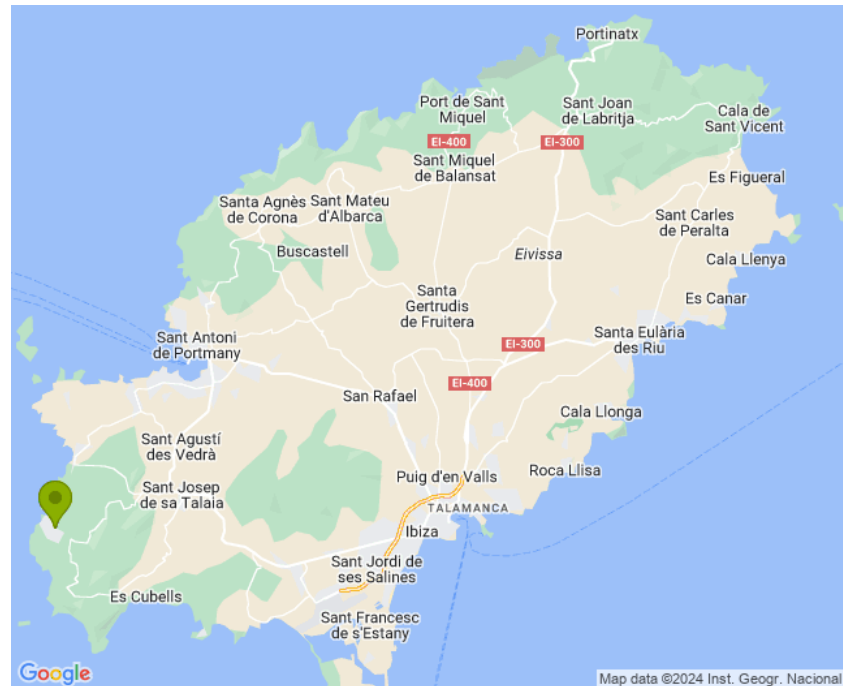 Portinatx
Port de Sant
Miquel
Sant Joan
de Labritja
Cala de
Sant Vicent
EI-400
EI-300
Sant Miquel
de Balansat
Es Figueral
Santa Agnès
de Corona
Sant Mateu
d'Albarca
Sant Carles
de Peralta
Buscastell
Eivissa
Cala Llenya
Santa
Gertrudis
de Fruitera
Es Canar
Sant Antoni
de Portmany
Santa Eulària
des Riu
EI-300
EI-400
San Rafael
Cala Llonga
Sant Agustí
des Vedrà
Roca Llisa
Puig d'en Valls
Sant Josep
de sa Talaia
TALAMANCA
Ibiza
Sant Jordi de
ses Salines
Es Cubells
Sant Francesc
de s'Estany
Google
Map data ©2024 Inst. Geogr. Nacional